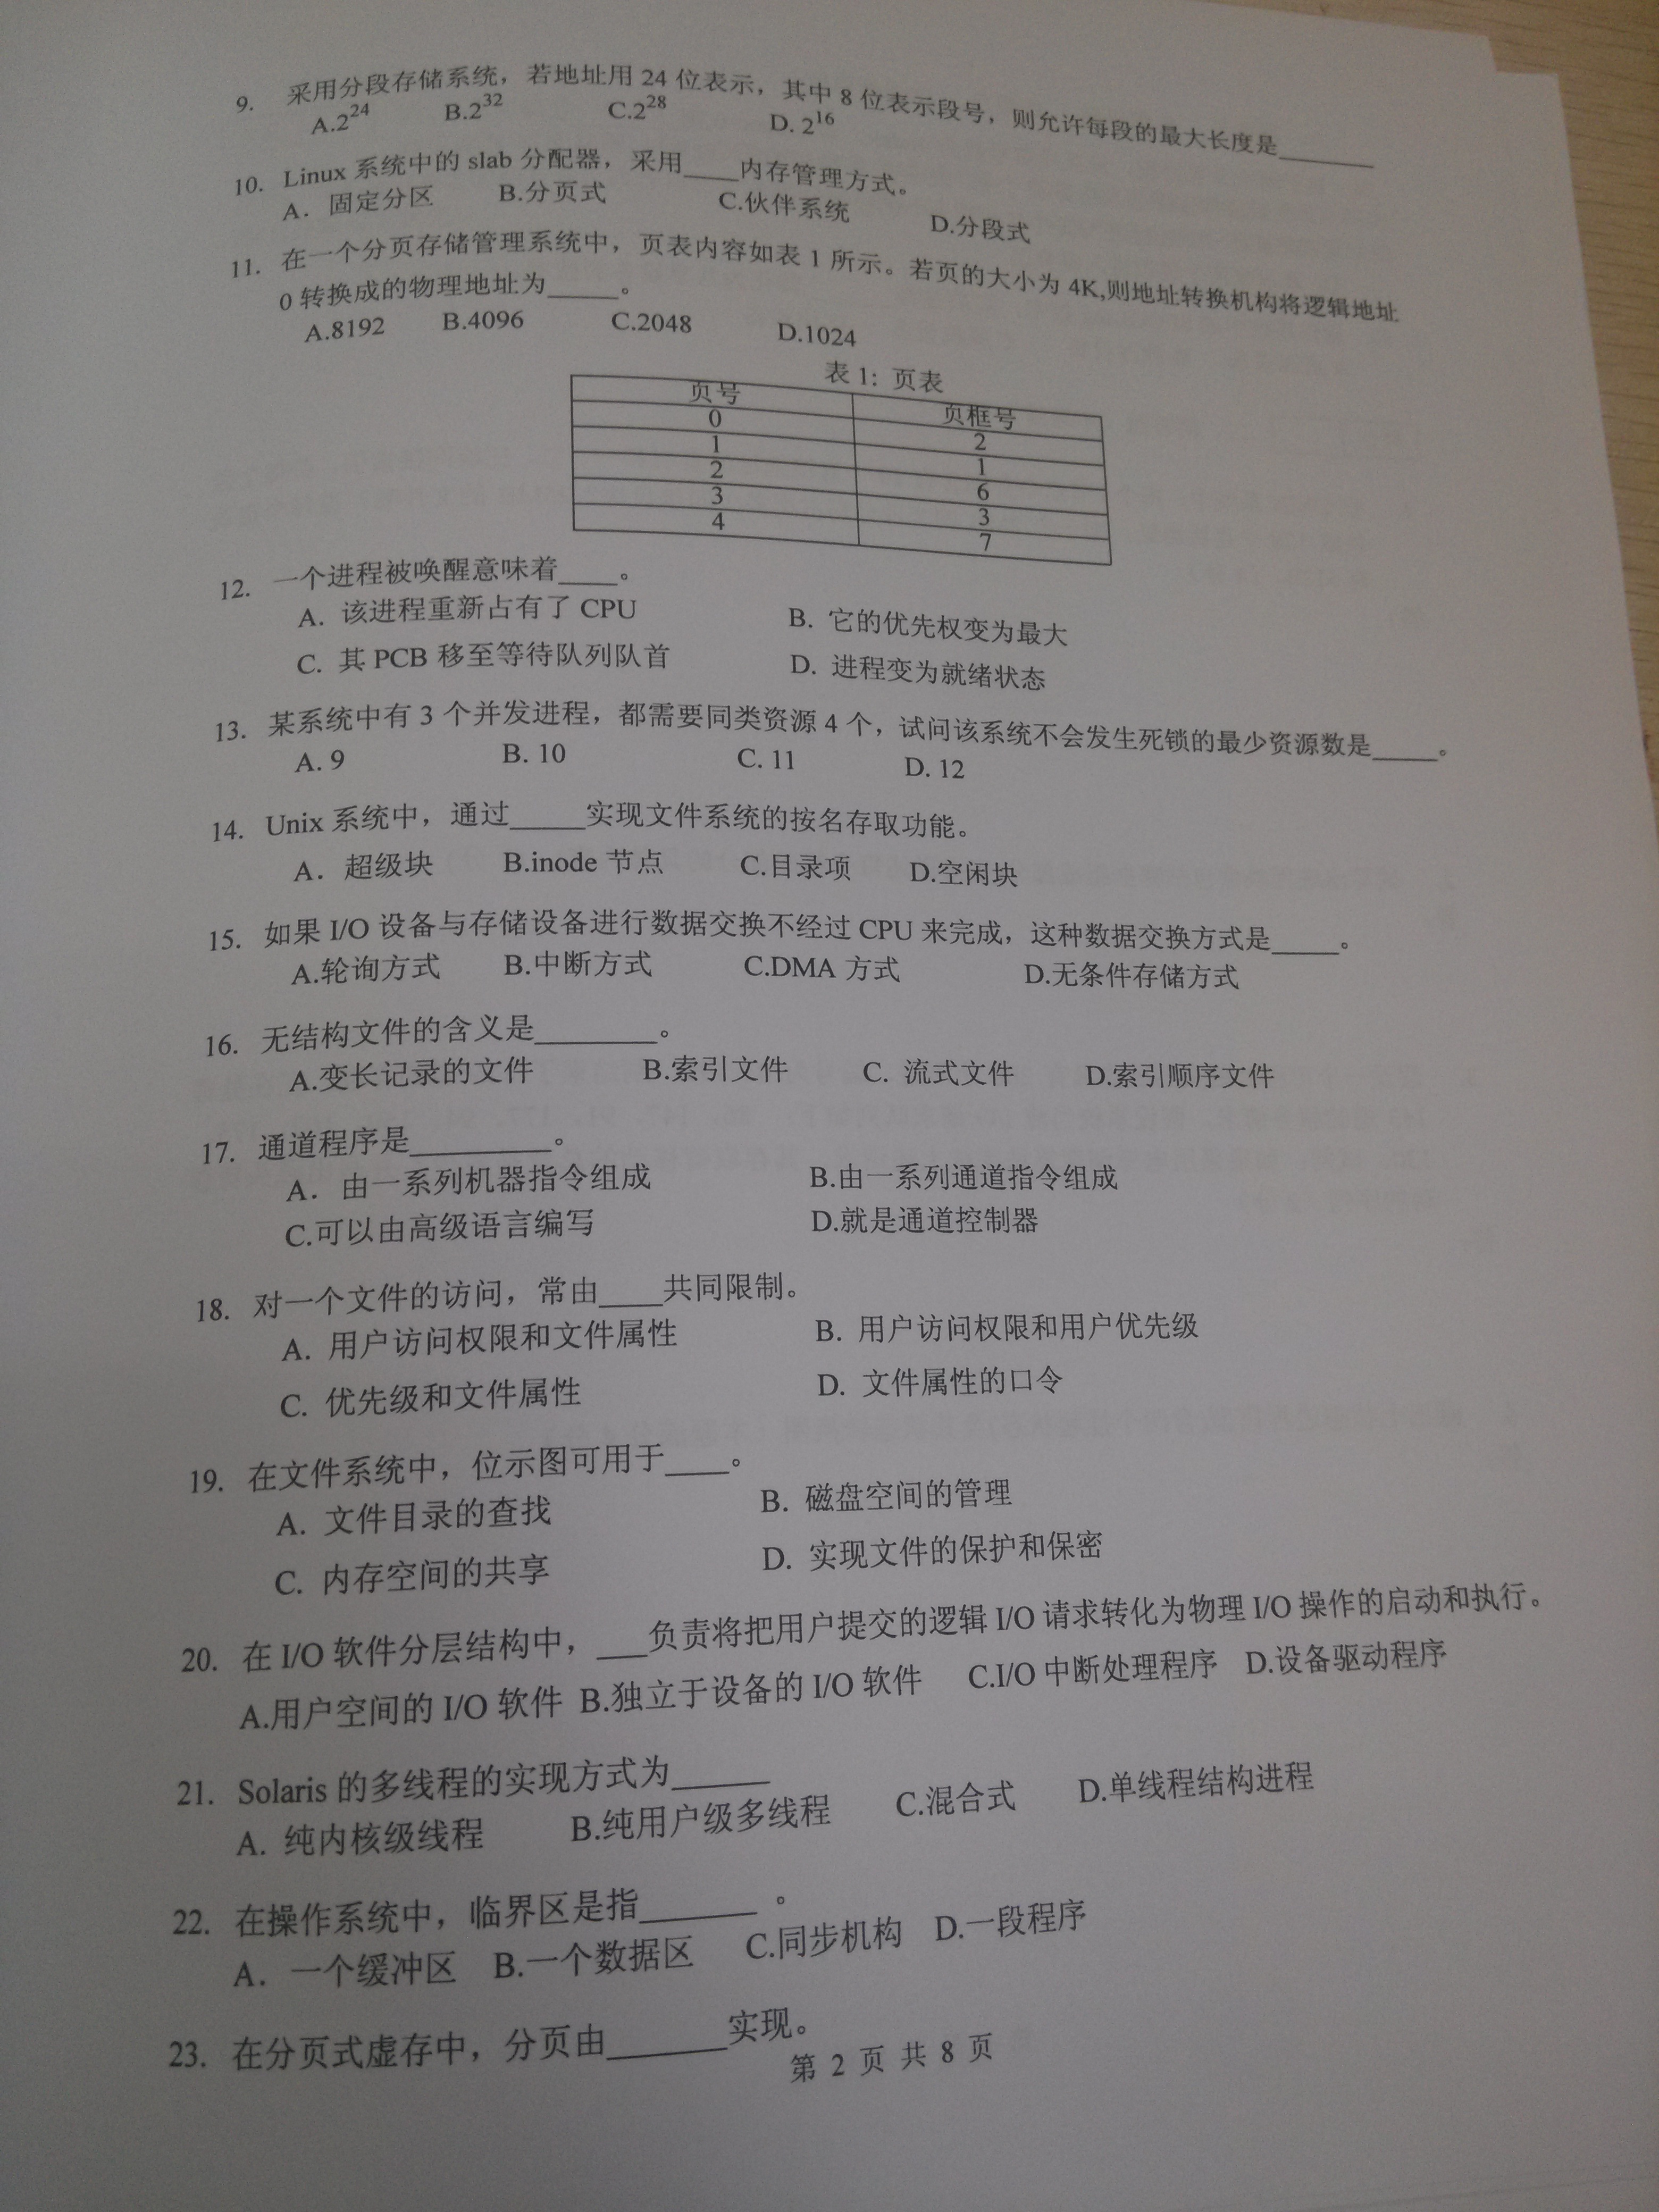 9. 采用分段存储系统，若地址用 24 位表示，其中 8 位表示段号，则允许每段的最大长度是________
A.2^24 B.2^32 C.2^28 D. 2^16
10. Linux 系统中的 slab 分配器，采用____内存管理方式。
A. 固定分区 B.分页式 C.伙伴系统 D.分段式
11. 在一个分页存储管理系统中，页表内容如表 1 所示。若页的大小为 4K,则地址转换机构将逻辑地址
0 转换成的物理地址为_____。
A.8192 B.4096 C.2048 D.1024
表 1: 页表
页号 页框号
0 2
1 1
2 6
3 3
4 7
12. 一个进程被唤醒意味着____。
A. 该进程重新占有了 CPU B. 它的优先权变为最大
C. 其 PCB 移至等待队列队首 D. 进程变为就绪状态
13. 某系统中有 3 个并发进程，都需要同类资源 4 个，试问该系统不会发生死锁的最少资源数是_____。
A. 9 B. 10 C. 11 D. 12
14. Unix 系统中，通过_____实现文件系统的按名存取功能。
A. 超级块 B.inode 节点 C.目录项 D.空闲块
15. 如果 I/O 设备与存储设备进行数据交换不经过 CPU 来完成，这种数据交换方式是_____。
A.轮询方式 B.中断方式 C.DMA 方式 D.无条件存储方式
16. 无结构文件的含义是________。
A.变长记录的文件 B.索引文件 C. 流式文件 D.索引顺序文件
17. 通道程序是_________。
A. 由一系列机器指令组成 B.由一系列通道指令组成
C.可以由高级语言编写 D.就是通道控制器
18. 对一个文件的访问，常由____共同限制。
A. 用户访问权限和文件属性 B. 用户访问权限和用户优先级
C. 优先级和文件属性 D. 文件属性的口令
19. 在文件系统中，位示图可用于____。
A. 文件目录的查找 B. 磁盘空间的管理
C. 内存空间的共享 D. 实现文件的保护和保密
20. 在 I/O 软件分层结构中，___负责将把用户提交的逻辑 I/O 请求转化为物理 I/O 操作的启动和执行。
A.用户空间的 I/O 软件 B.独立于设备的 I/O 软件 C.I/O 中断处理程序 D.设备驱动程序
21. Solaris 的多线程的实现方式为______
A. 纯内核级线程 B.纯用户级多线程 C.混合式 D.单线程结构进程
22. 在操作系统中，临界区是指_______ 。
A. 一个缓冲区 B.一个数据区 C.同步机构 D.一段程序
23. 在分页式虚存中，分页由_______实现。
第 2 页 共 8 页